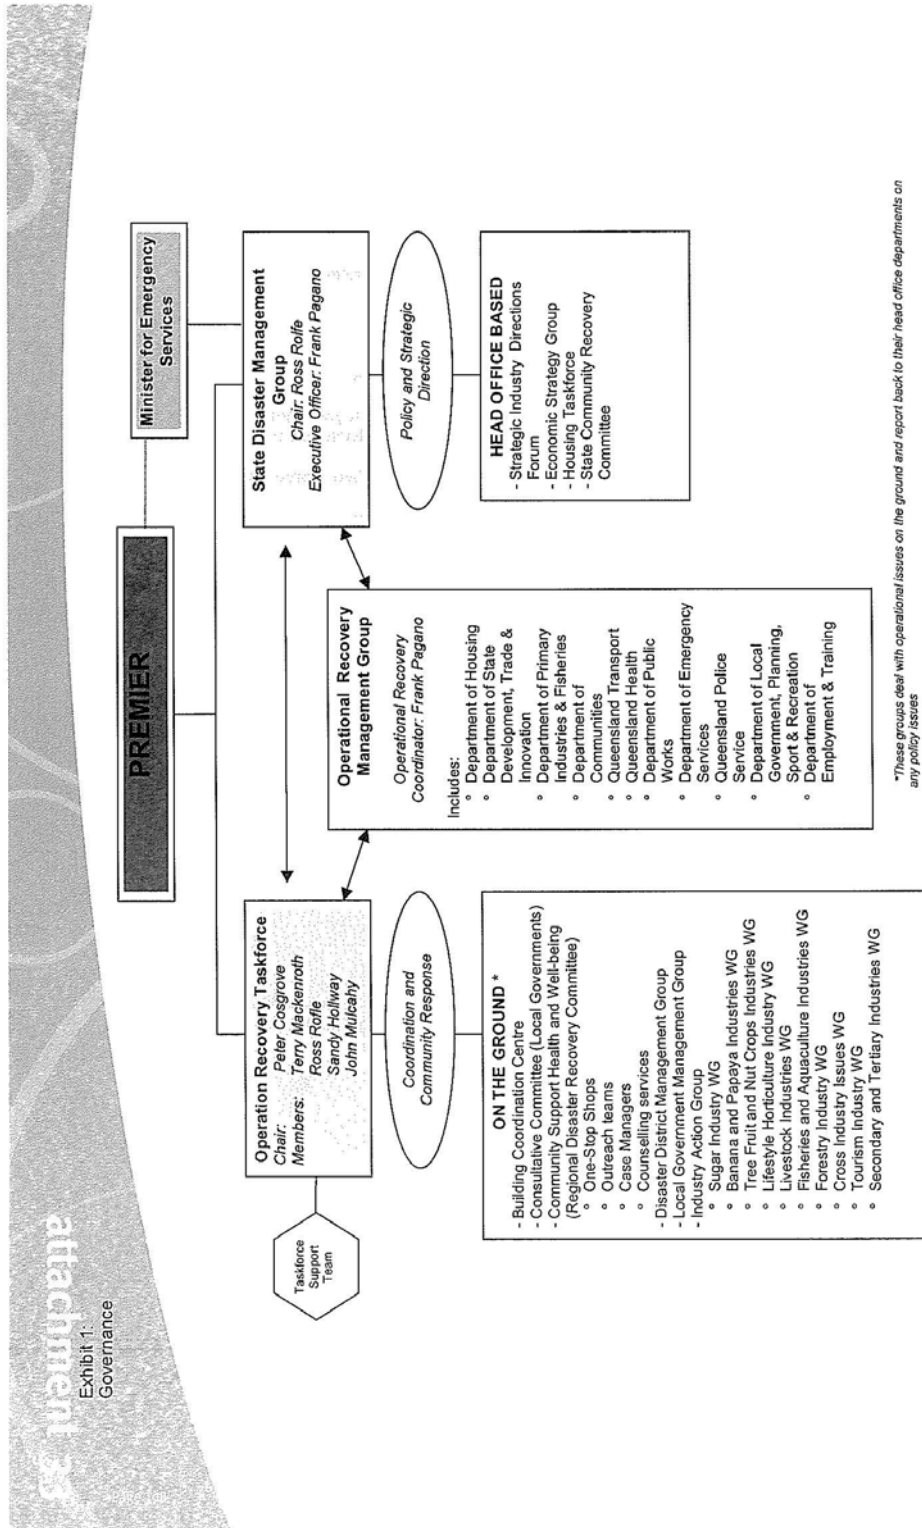 attachment 33
Exhibit 1:
Governance
PREMIER
Minister for Emergency
Services
Operation Recovery Taskforce
Chair: Peter Cosgrove
Members: Terry Mackenroth
Ross Rofle
Sandy Hollway
John Mulcahy
Taskforce
Support
Team
Coordination and
Community Response
ON THE GROUND *
- Building Coordination Centre
- Consultative Committee (Local Governments)
- Community Support Health and Well-being
(Regional Disaster Recovery Committee)
° One-Stop Shops
° Outreach teams
° Case Managers
° Counselling services
- Disaster District Management Group
- Local Government Management Group
- Industry Action Group
° Sugar Industry WG
° Banana and Papaya Industries WG
° Tree Fruit and Nut Crops Industries WG
° Lifestyle Horticulture Industry WG
° Livestock Industries WG
° Fisheries and Aquaculture Industries WG
° Forestry Industry WG
° Cross Industry Issues WG
° Tourism Industry WG
° Secondary and Tertiary Industries WG
Operational Recovery
Management Group
Operational Recovery
Coordinator: Frank Pagano
Includes:
° Department of Housing
° Department of State
Development, Trade &
Innovation
° Department of Primary
Industries & Fisheries
° Department of
Communities
° Queensland Transport
° Queensland Health
° Department of Public
Works
° Department of Emergency
Services
° Queensland Police
Service
° Department of Local
Government, Planning,
Sport & Recreation
° Department of
Employment & Training
State Disaster Management
Group
Chair: Ross Rolfe
Executive Officer: Frank Pagano
Policy and Strategic
Direction
HEAD OFFICE BASED
- Strategic Industry Directions
Forum
- Economic Strategy Group
- Housing Taskforce
- State Community Recovery
Committee
*These groups deal with operational issues on the ground and report back to their head office departments on
any policy issues